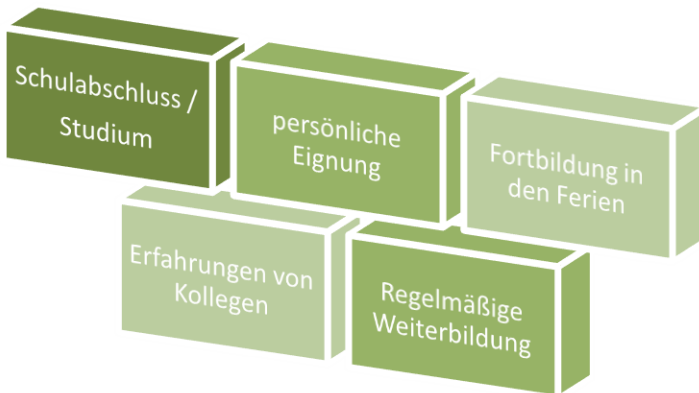 Schulabschluss /
Studium
persönliche
Eignung
Fortbildung in
den Ferien
Erfahrungen von
Kollegen
Regelmäßige
Weiterbildung